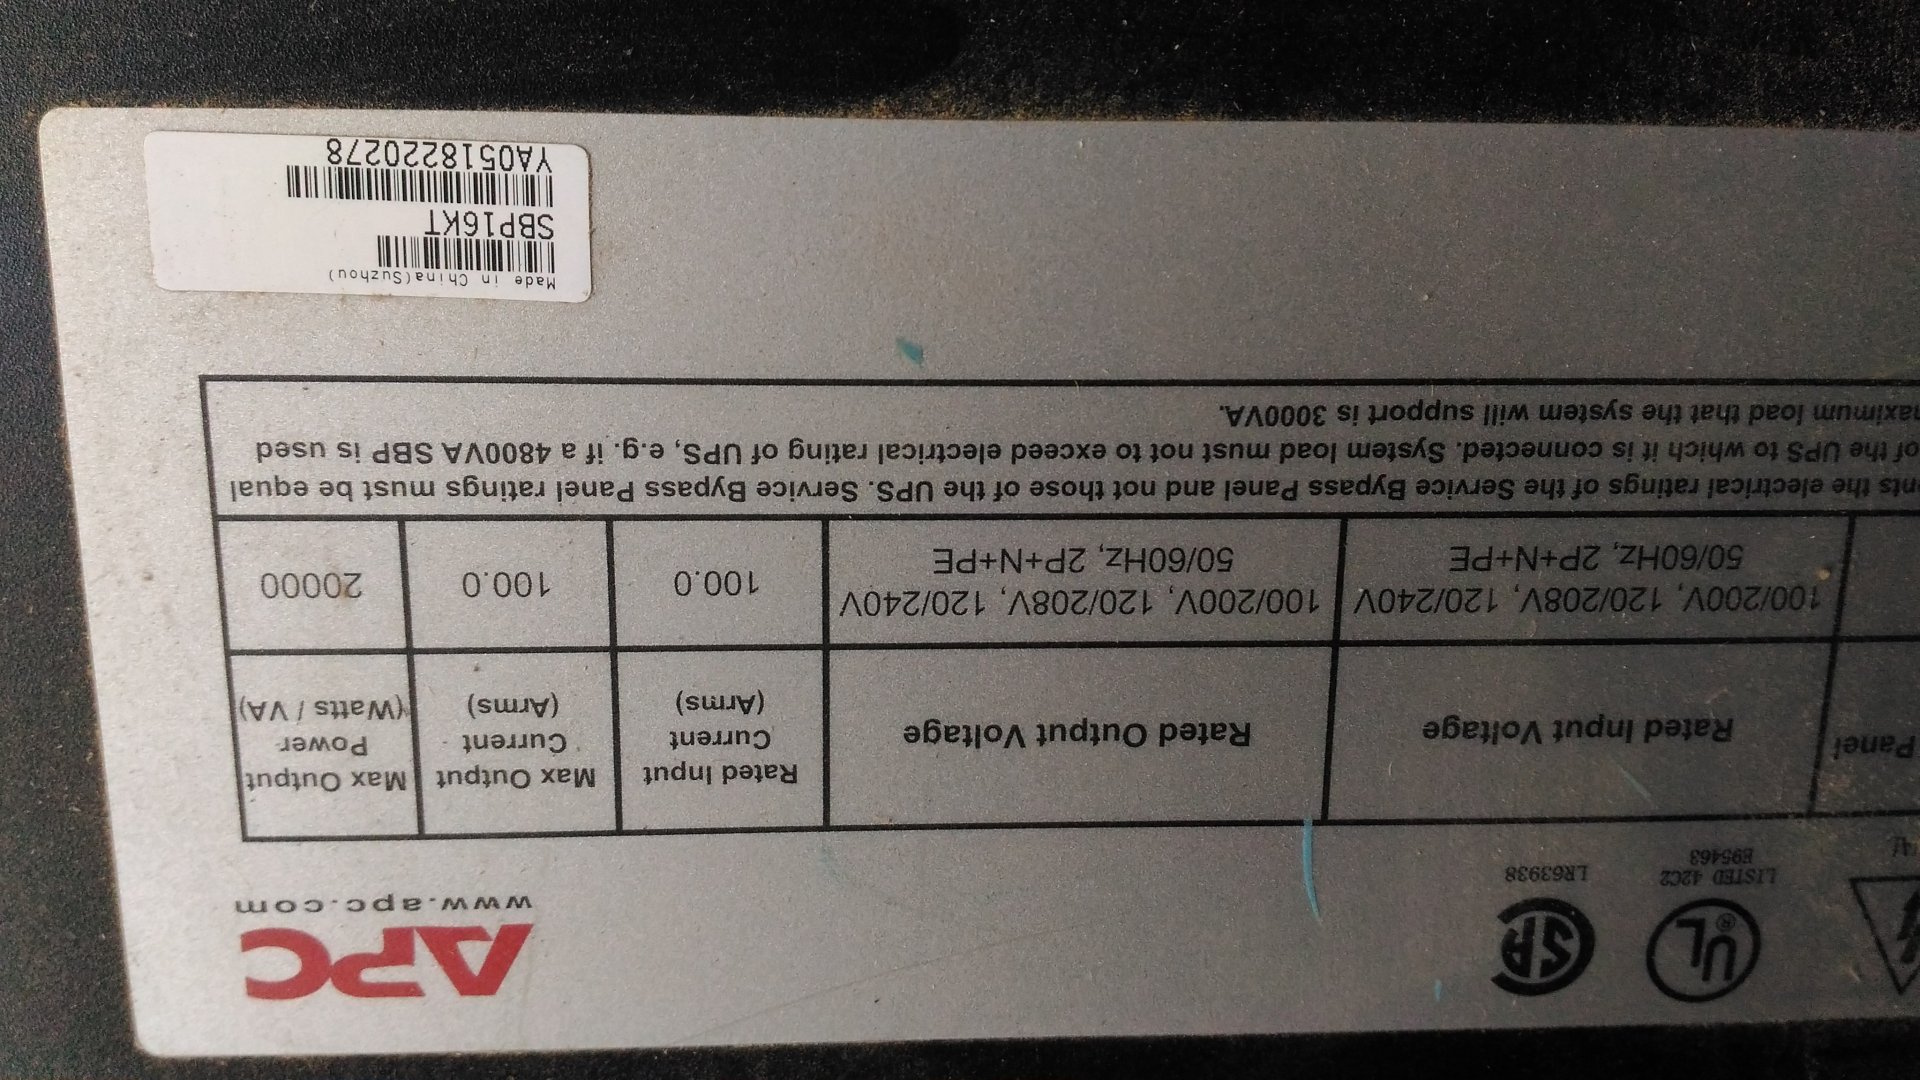 UL®
LISTED 42C2
E95463
SA
LR63938
APC
www.apc.com
Panel
Rated Input Voltage
Rated Output Voltage
Rated Input
Current
(Arms)
Max Output
Current
(Arms)
Max Output
Power
(Watts / VA)
100/200V, 120/208V, 120/240V
50/60Hz, 2P+N+PE
100/200V, 120/208V, 120/240V
50/60Hz, 2P+N+PE
100.0
100.0
20000
the electrical ratings of the Service Bypass Panel and not those of the UPS. Service Bypass Panel ratings must be equal
of the UPS to which it is connected. System load must not to exceed electrical rating of UPS, e.g. if a 4800VA SBP is used
maximum load that the system will support is 3000VA.
Made in China(Suzhou)
SBP16KT
YA0518220278